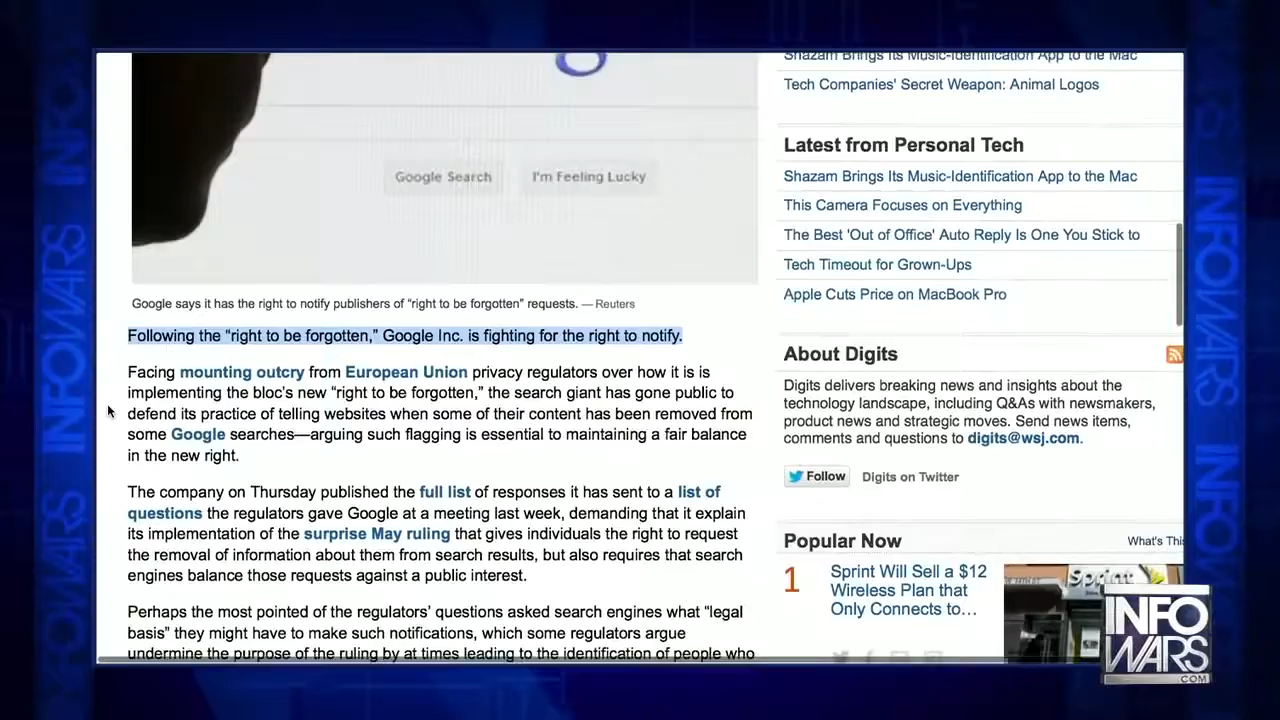 Google Search
I'm Feeling Lucky
Google says it has the right to notify publishers of “right to be forgotten” requests. — Reuters
Following the “right to be forgotten,” Google Inc. is fighting for the right to notify.
Facing mounting outcry from European Union privacy regulators over how it is is
implementing the bloc’s new “right to be forgotten,” the search giant has gone public to
defend its practice of telling websites when some of their content has been removed from
some Google searches—arguing such flagging is essential to maintaining a fair balance
in the new right.
The company on Thursday published the full list of responses it has sent to a list of
questions the regulators gave Google at a meeting last week, demanding that it explain
its implementation of the surprise May ruling that gives individuals the right to request
the removal of information about them from search results, but also requires that search
engines balance those requests against a public interest.
Perhaps the most pointed of the regulators’ questions asked search engines what “legal
basis” they might have to make such notifications, which some regulators argue
undermine the purpose of the ruling by at times leading to the identification of people who
Shazam Brings Its Music-Identification App to the Mac
Tech Companies' Secret Weapon: Animal Logos
Latest from Personal Tech
Shazam Brings Its Music-Identification App to the Mac
This Camera Focuses on Everything
The Best 'Out of Office' Auto Reply Is One You Stick to
Tech Timeout for Grown-Ups
Apple Cuts Price on MacBook Pro
About Digits
Digits delivers breaking news and insights about the
technology landscape, including Q&As with newsmakers,
product news and strategic moves. Send news items,
comments and questions to digits@wsj.com.
Follow
Digits on Twitter
Popular Now
What's This
1
Sprint Will Sell a $12
Wireless Plan that
Only Connects to…
Sprint
INFOWARS
INFOWARS
INFOWARS
INFOWARS
INFO
WARS
.COM